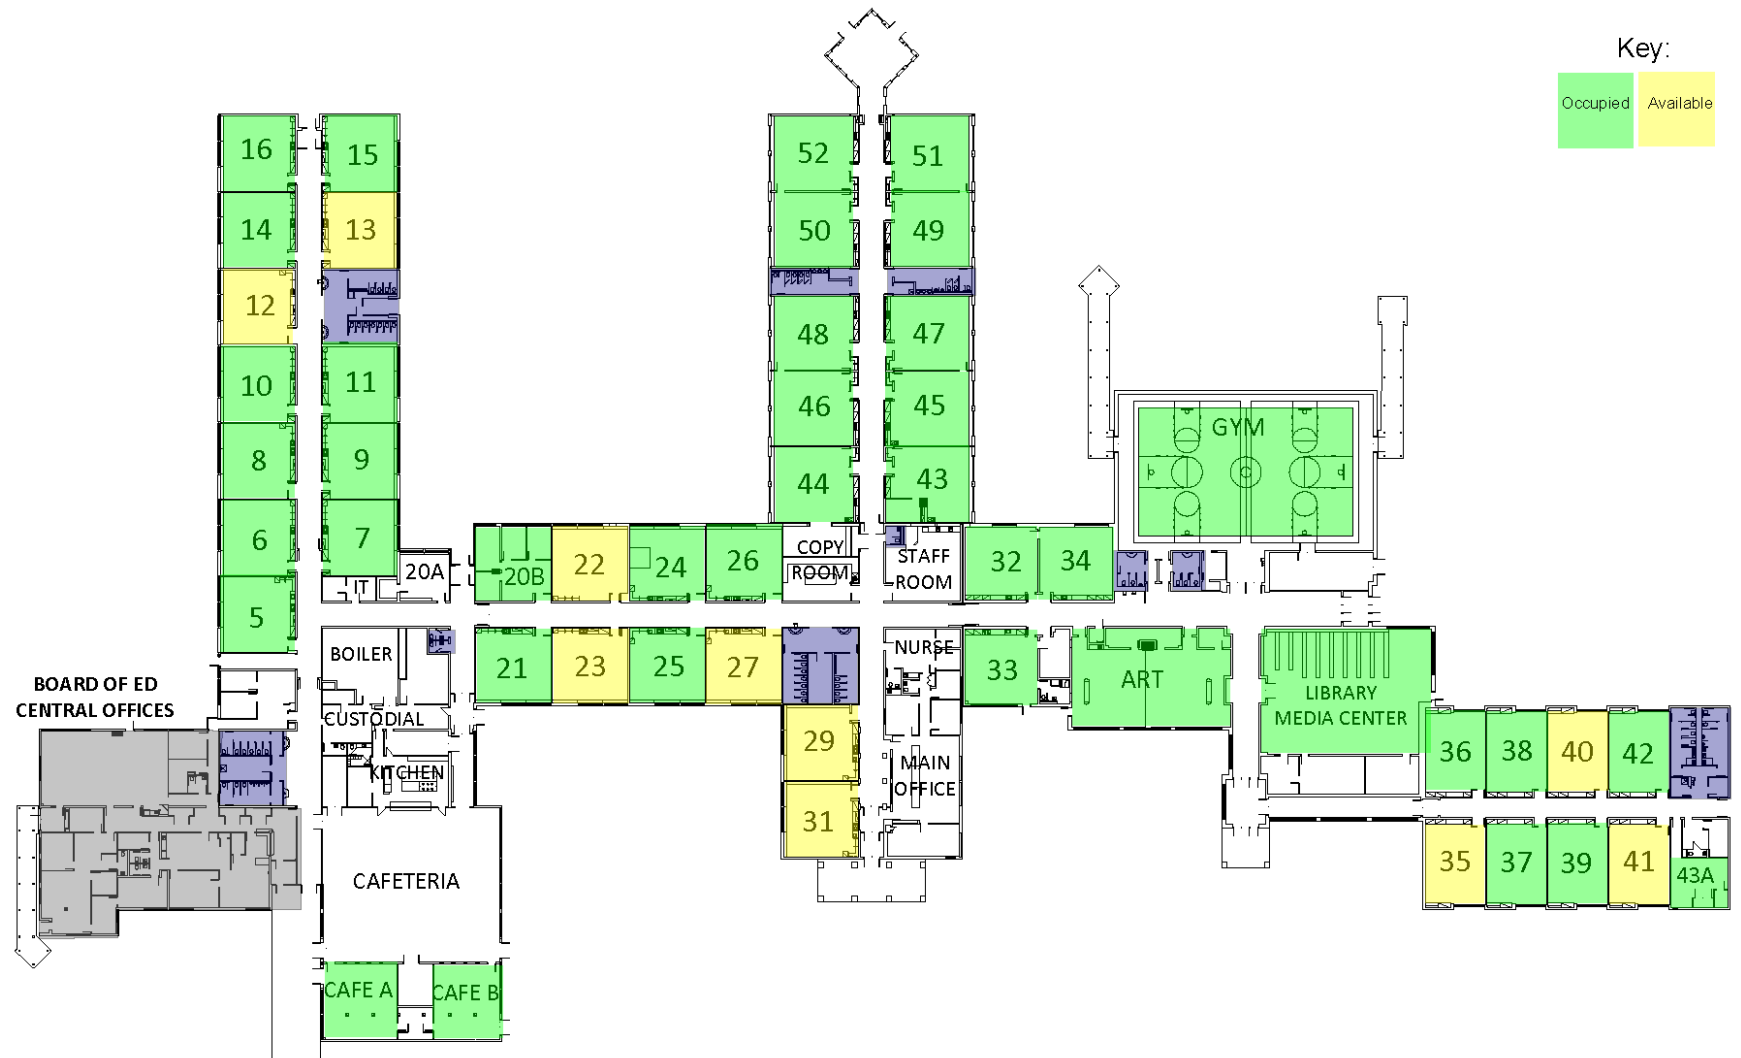 Key:
Occupied Available
16 15
52 51
14 13
50 49
12
48 47
10 11
46 45
GYM
8 9
44 43
6 7
COPY
ROOM
STAFF
ROOM
IT
20A
20B
22
24
26
32
34
5
BOILER
21
23
25
27
NURSE
33
ART
LIBRARY
MEDIA CENTER
BOARD OF ED
CENTRAL OFFICES
CUSTODIAL
KITCHEN
29
MAIN
OFFICE
36 38 40 42
31
35 37 39 41 43A
CAFETERIA
CAFE A CAFE B